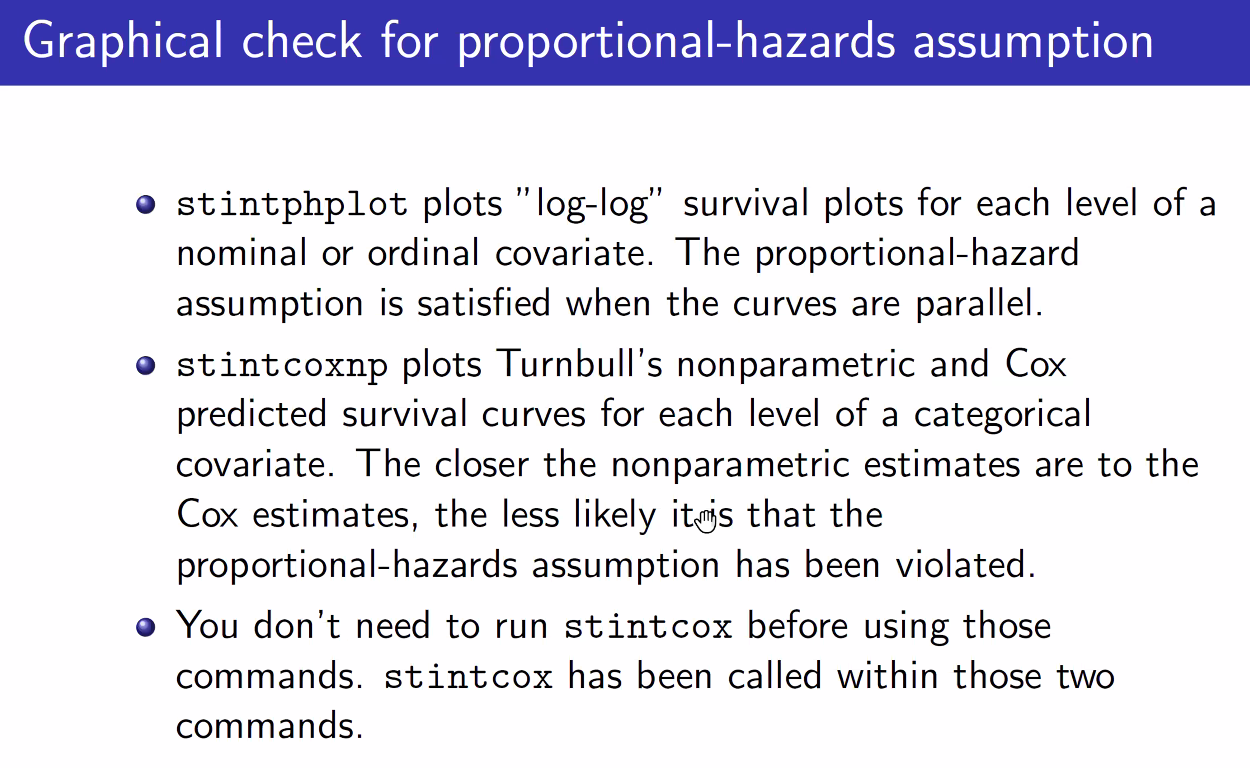 Graphical check for proportional-hazards assumption
stintphplot plots ”log-log” survival plots for each level of a
nominal or ordinal covariate. The proportional-hazard
assumption is satisfied when the curves are parallel.
stintcoxnp plots Turnbull’s nonparametric and Cox
predicted survival curves for each level of a categorical
covariate. The closer the nonparametric estimates are to the
Cox estimates, the less likely it is that the
proportional-hazards assumption has been violated.
You don’t need to run stintcox before using those
commands. stintcox has been called within those two
commands.